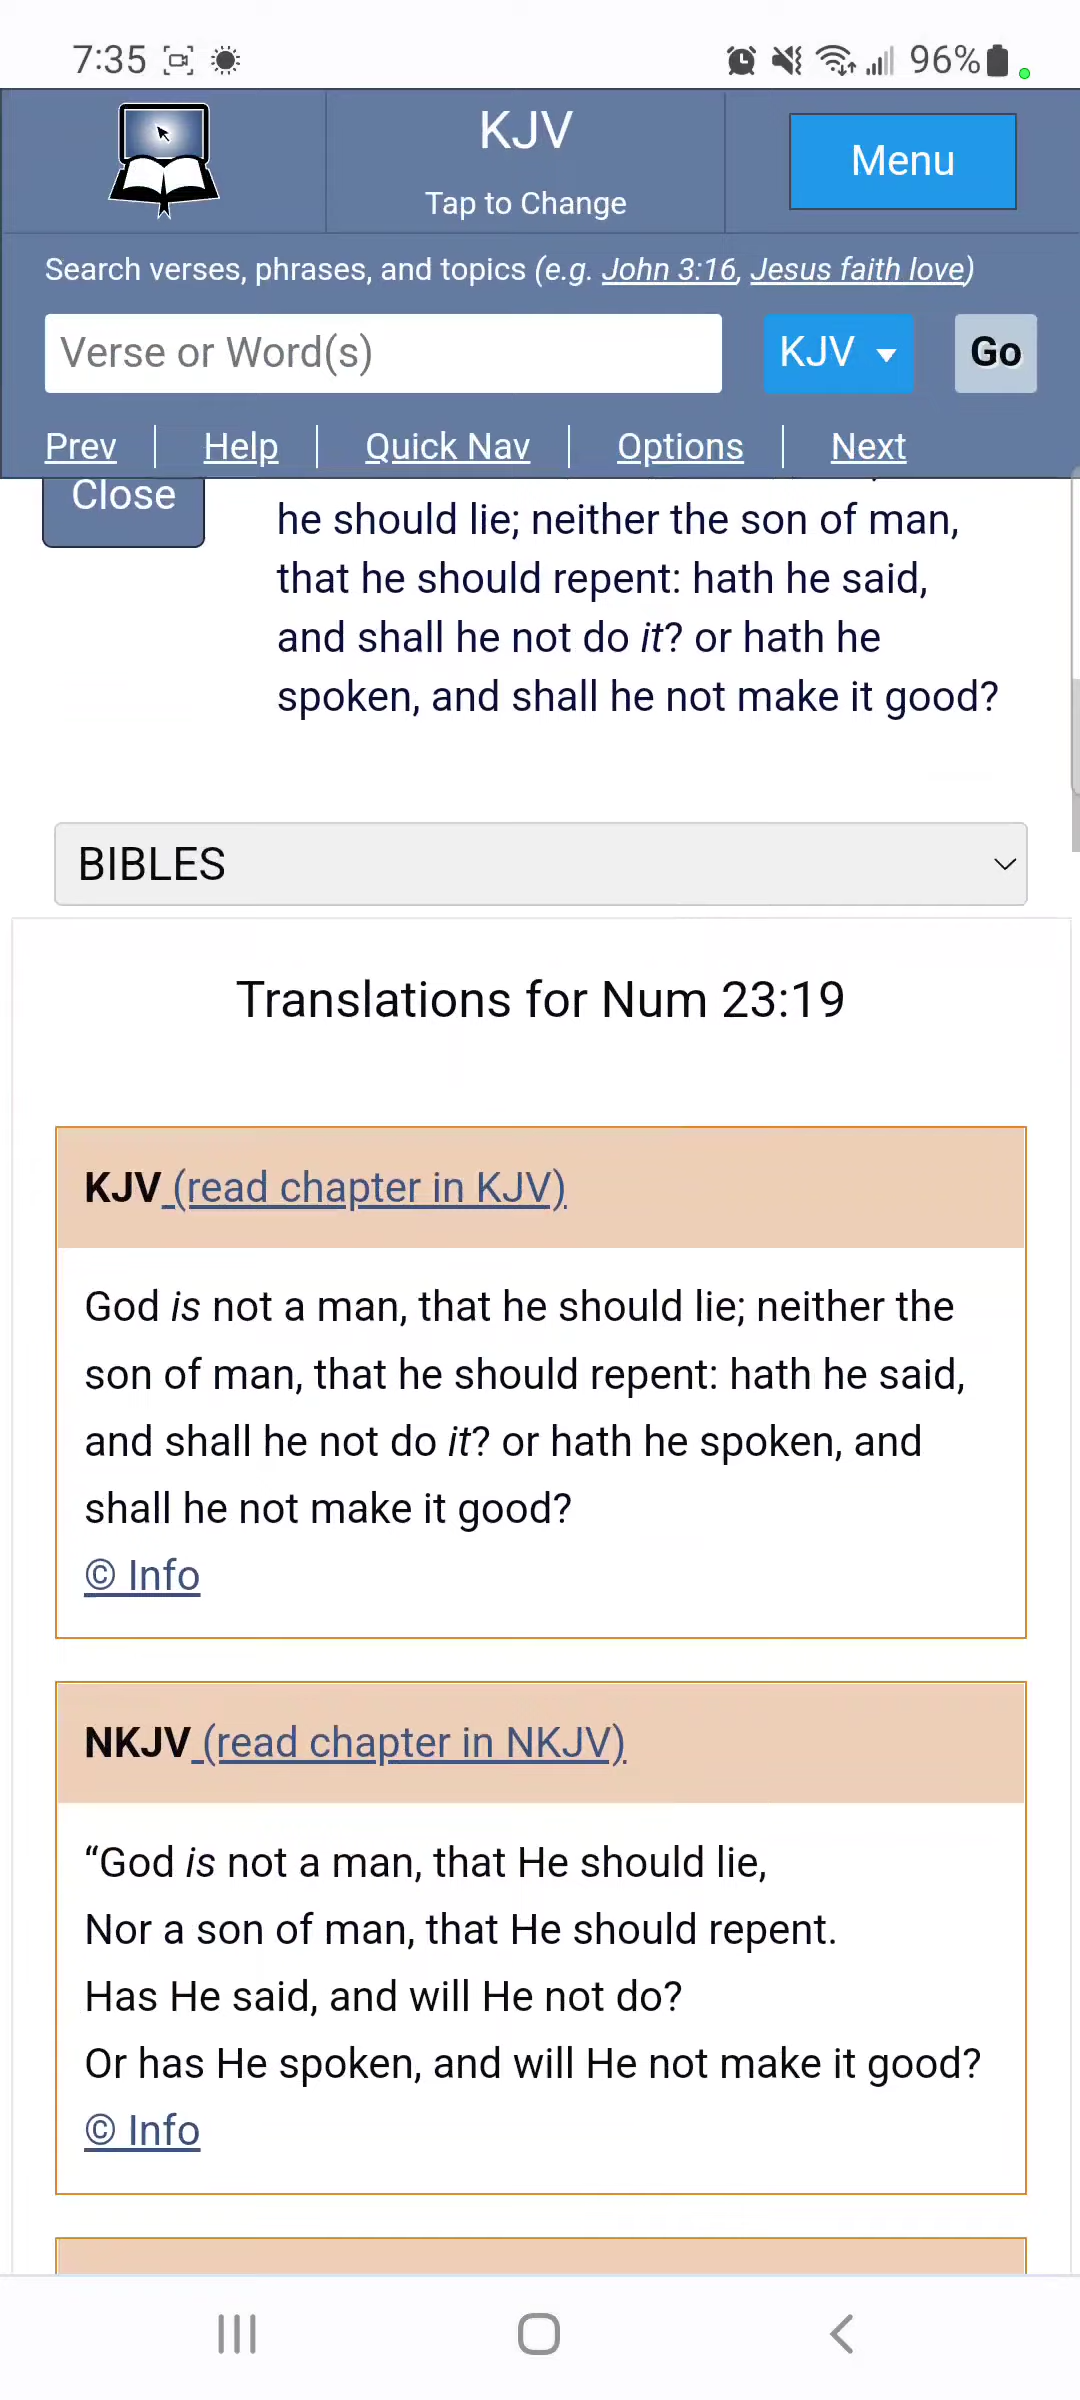 7:35
96%
KJV
Tap to Change
Menu
Search verses, phrases, and topics (e.g. John 3:16, Jesus faith love)
Verse or Word(s)
KJV
Go
Prev
Help
Quick Nav
Options
Next
Close
he should lie; neither the son of man,
that he should repent: hath he said,
and shall he not do it? or hath he
spoken, and shall he not make it good?
BIBLES
Translations for Num 23:19
KJV (read chapter in KJV)
God is not a man, that he should lie; neither the
son of man, that he should repent: hath he said,
and shall he not do it? or hath he spoken, and
shall he not make it good?
© Info
NKJV (read chapter in NKJV)
“God is not a man, that He should lie,
Nor a son of man, that He should repent.
Has He said, and will He not do?
Or has He spoken, and will He not make it good?
© Info